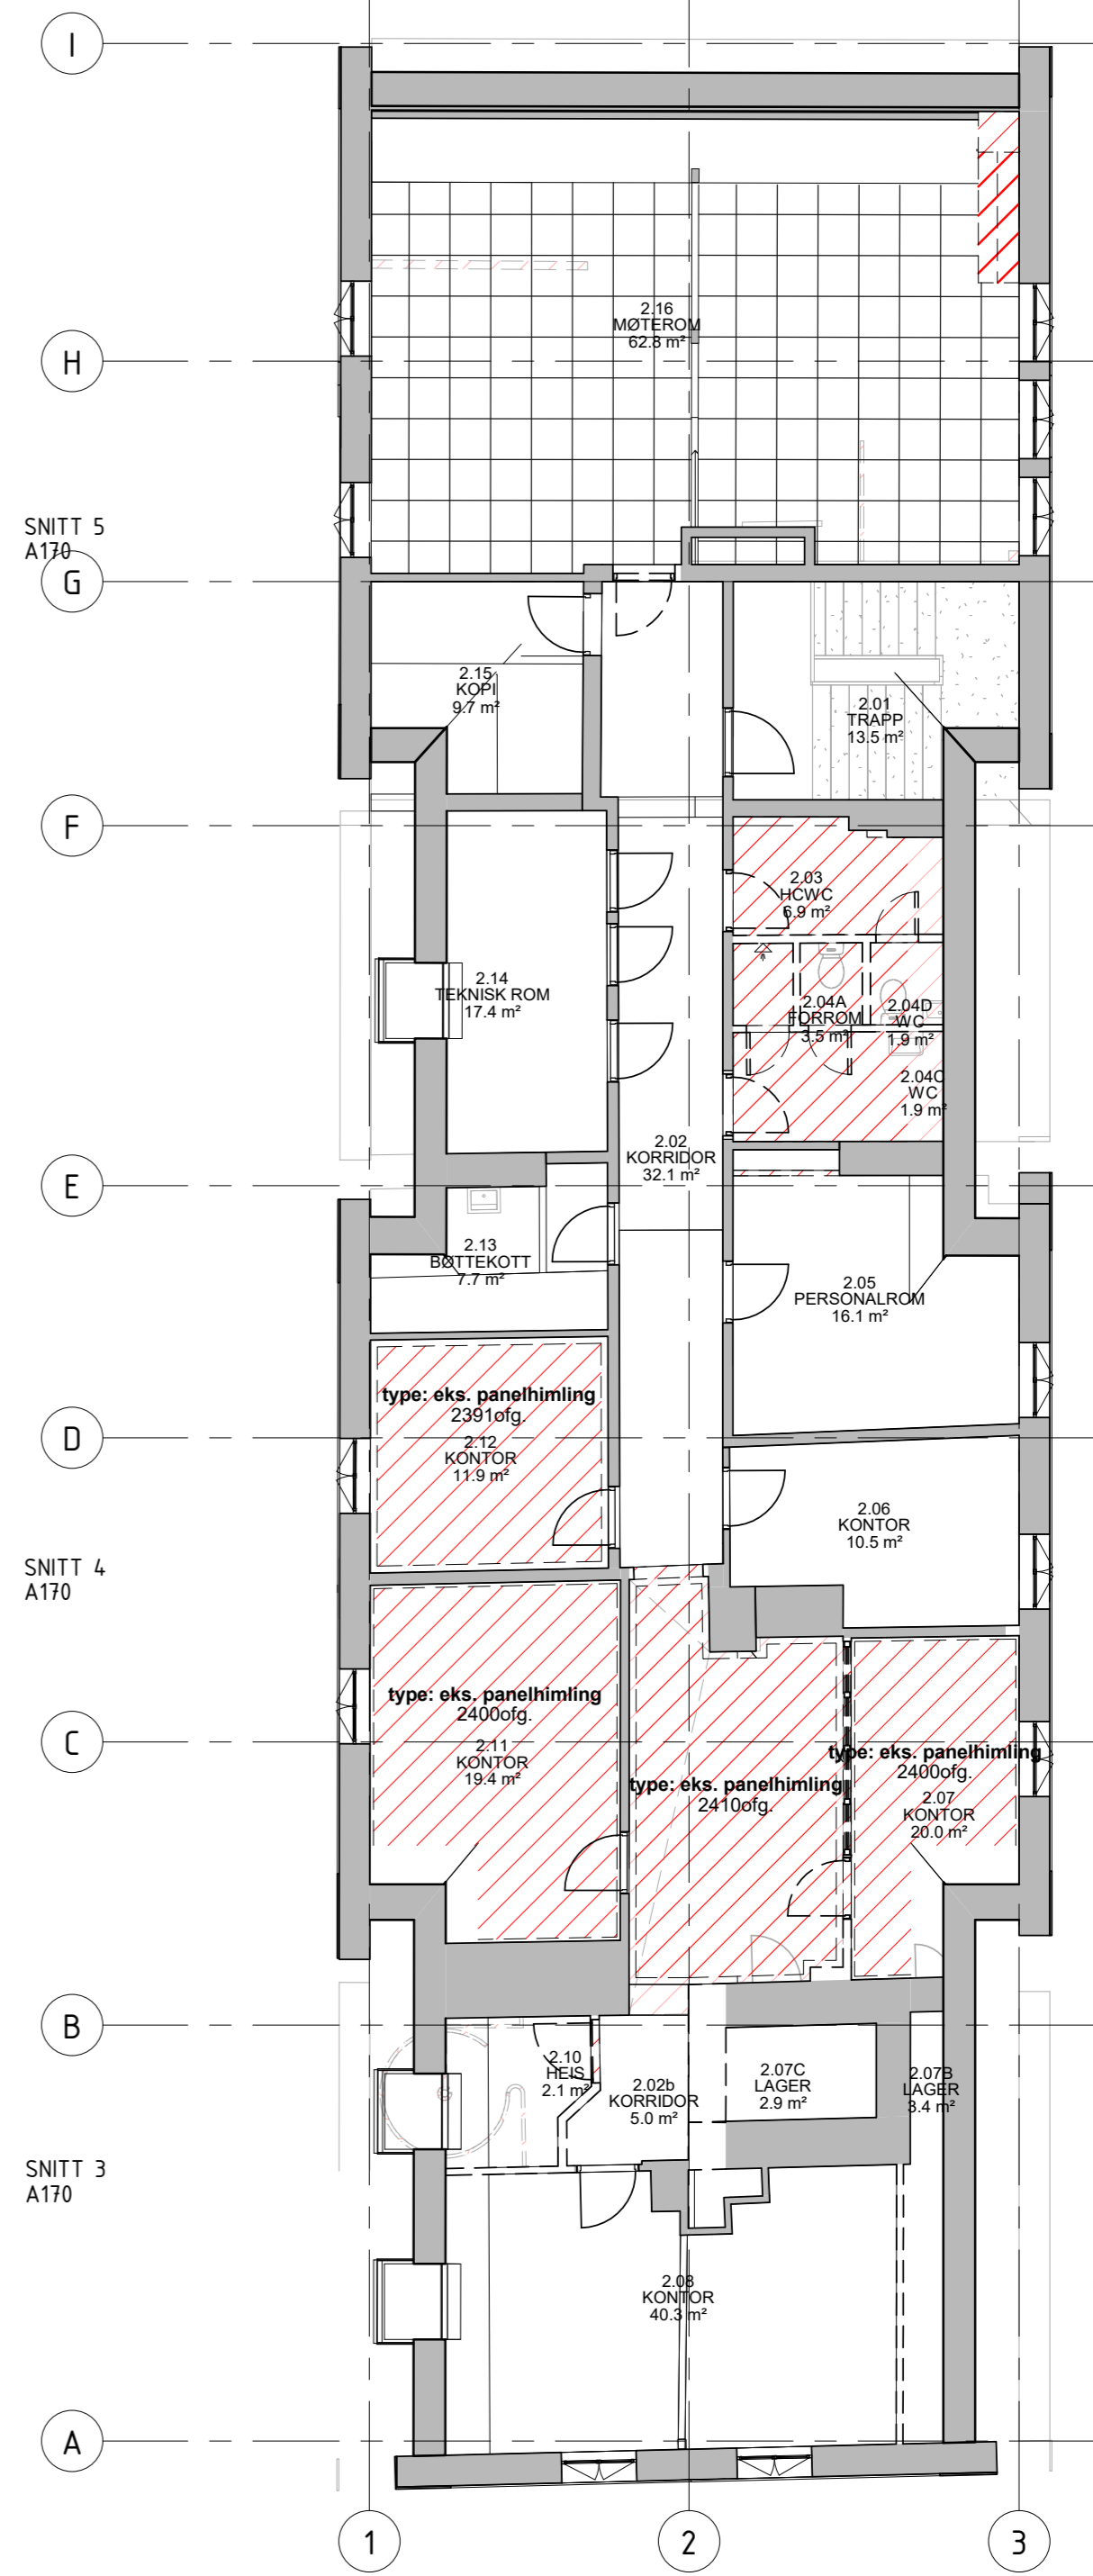 I
2.16
MØTEROM
62.8 m²
H
SNITT 5
A170
G
2.15
KOPI
9.7 m²
2.01
TRAPP
13.5 m²
F
2.03
HCWC
6.9 m²
2.14
TEKNISK ROM
17.4 m²
2.04A
FORROM
3.5 m²
2.04D
WC
1.9 m²
2.04C
WC
1.9 m²
2.02
KORRIDOR
32.1 m²
E
2.13
BØTTEKOTT
7.7 m²
2.05
PERSONALROM
16.1 m²
type: eks. panelhimling
2391ofg.
2.12
KONTOR
11.9 m²
D
2.06
KONTOR
10.5 m²
SNITT 4
A170
type: eks. panelhimling
2400ofg.
2.11
KONTOR
19.4 m²
C
type: eks. panelhimling
2410ofg.
type: eks. panelhimling
2400ofg.
2.07
KONTOR
20.0 m²
B
2.10
HEIS
2.1 m²
2.02b
KORRIDOR
5.0 m²
2.07C
LAGER
2.9 m²
2.07B
LAGER
3.4 m²
SNITT 3
A170
2.08
KONTOR
40.3 m²
A
1
2
3